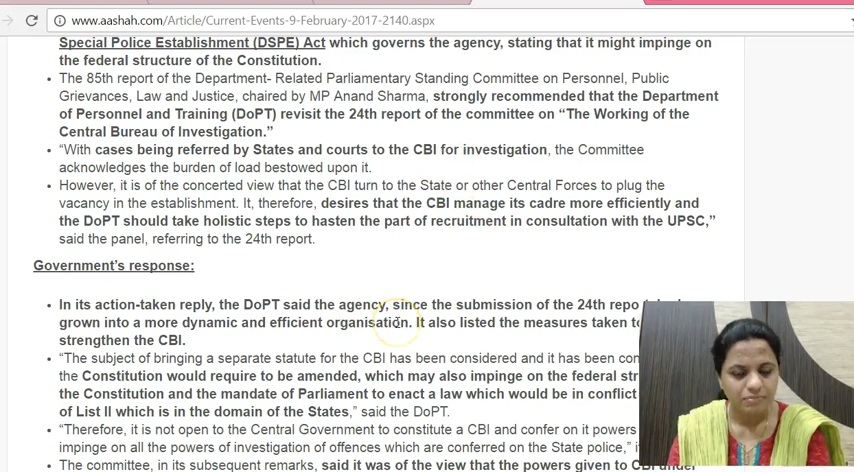 www.aashah.com/Article/Current-Events-9-February-2017-2140.aspx
Special Police Establishment (DSPE) Act which governs the agency, stating that it might impinge on
the federal structure of the Constitution.
The 85th report of the Department- Related Parliamentary Standing Committee on Personnel, Public
Grievances, Law and Justice, chaired by MP Anand Sharma, strongly recommended that the Department
of Personnel and Training (DoPT) revisit the 24th report of the committee on “The Working of the
Central Bureau of Investigation.”
“With cases being referred by States and courts to the CBI for investigation, the Committee
acknowledges the burden of load bestowed upon it.
However, it is of the concerted view that the CBI turn to the State or other Central Forces to plug the
vacancy in the establishment. It, therefore, desires that the CBI manage its cadre more efficiently and
the DoPT should take holistic steps to hasten the part of recruitment in consultation with the UPSC,”
said the panel, referring to the 24th report.
Government’s response:
In its action-taken reply, the DoPT said the agency, since the submission of the 24th repo
grown into a more dynamic and efficient organisation. It also listed the measures taken to
strengthen the CBI.
“The subject of bringing a separate statute for the CBI has been considered and it has been con
the Constitution would require to be amended, which may also impinge on the federal str
the Constitution and the mandate of Parliament to enact a law which would be in conflict
of List II which is in the domain of the States,” said the DoPT.
“Therefore, it is not open to the Central Government to constitute a CBI and confer on it powers
impinge on all the powers of investigation of offences which are conferred on the State police,”
The committee, in its subsequent remarks, said it was of the view that the powers given to CBI under